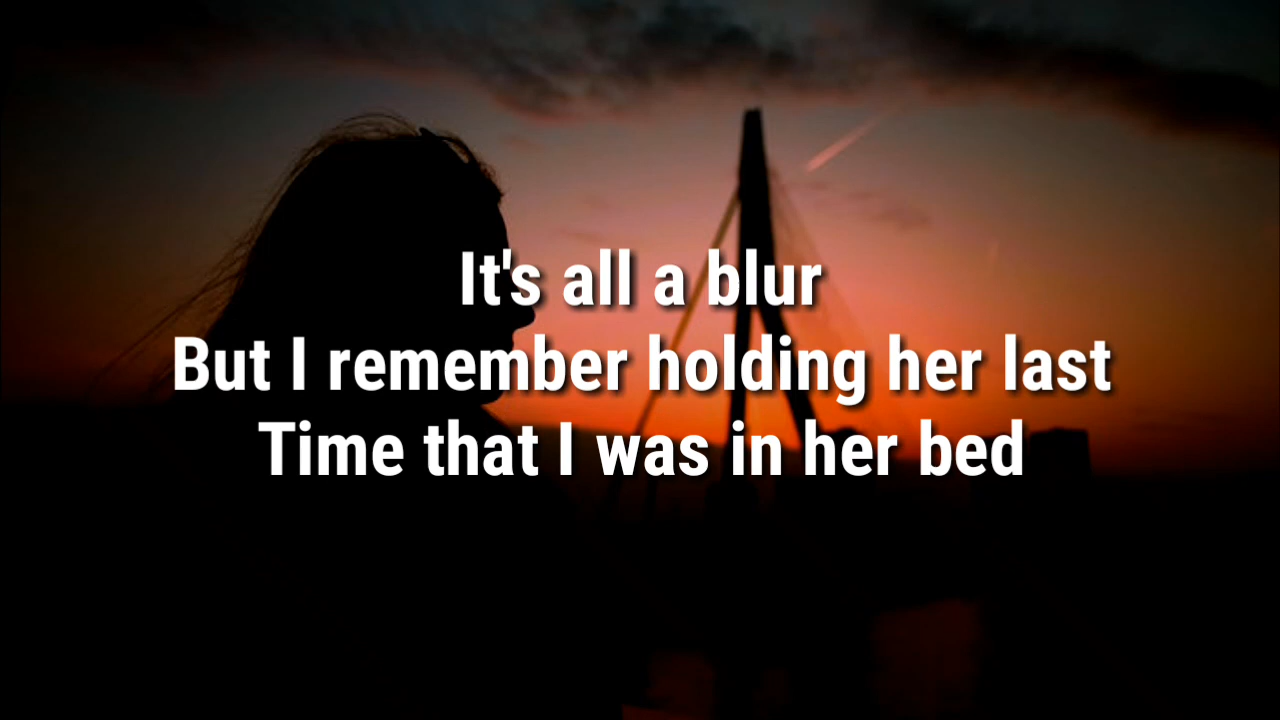 It's all a blur
But I remember holding her last
Time that I was in her bed